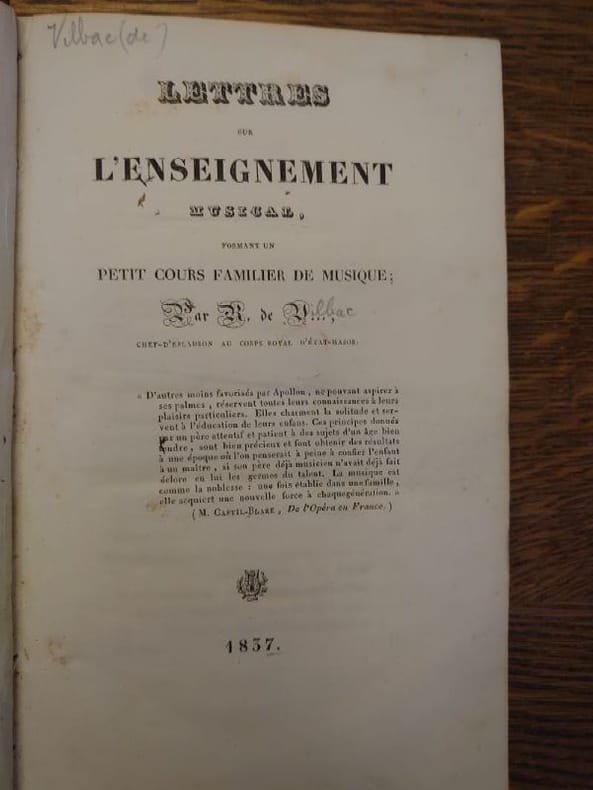 Vilbac (de)
LETTRES
SUR
L'ENSEIGNEMENT
MUSICAL,
FORMANT UN
PETIT COURS FAMILIER DE MUSIQUE;
Par R. de V...ilbac,
CHEF-D'ESCADRON AU CORPS ROYAL D'ÉTAT-MAJOR.
« D'autres moins favorisés par Apollon, ne pouvant aspirer à
ses palmes, réservent toutes leurs connaissances à leurs
plaisirs particuliers. Elles charment la solitude et ser-
vent à l'éducation de leurs enfans. Ces principes donnés
par un père attentif et patient à des sujets d'un âge bien
tendre, sont bien précieux et font obtenir des résultats
à une époque où l'on penserait à peine à confier l'enfant
à un maître, si son père déjà musicien n'avait déjà fait
éclore en lui les germes du talent. La musique est
comme la noblesse : une fois établie dans une famille,
elle acquiert une nouvelle force à chaquegénération. »
(M. CASTIL-BLAZE, De l'Opéra en France.)
1837.